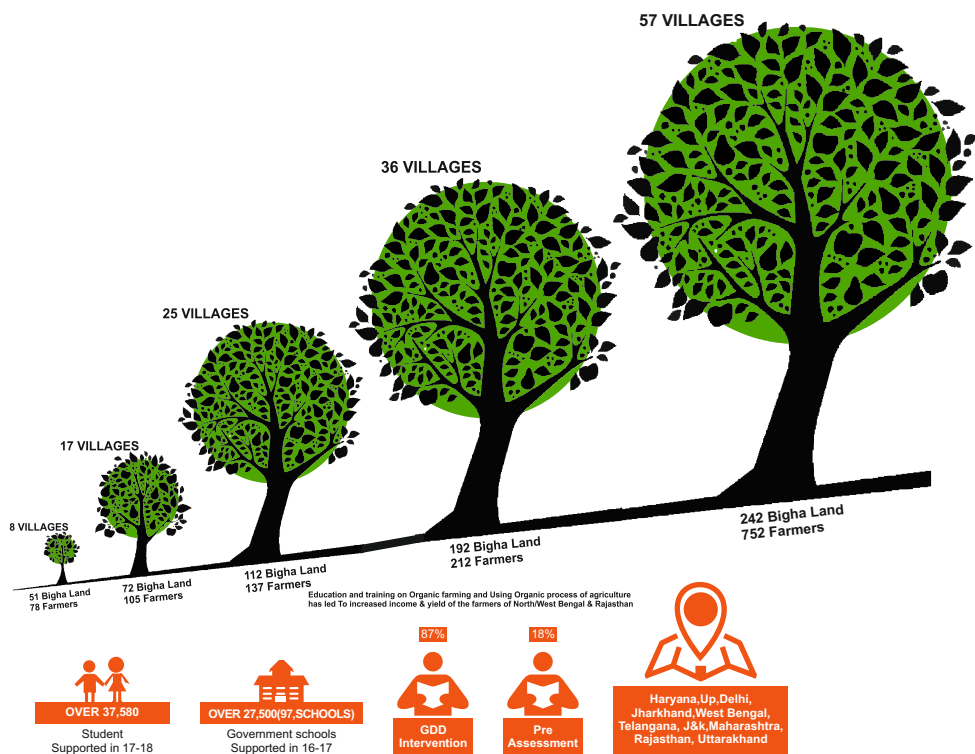 57 VILLAGES
36 VILLAGES
25 VILLAGES
17 VILLAGES
8 VILLAGES
51 Bigha Land
78 Farmers
72 Bigha Land
105 Farmers
112 Bigha Land
137 Farmers
192 Bigha Land
212 Farmers
242 Bigha Land
752 Farmers
Education and training on Organic farming and Using Organic process of agriculture
has led To increased income & yield of the farmers of North/West Bengal & Rajasthan
OVER 37,580
Student
Supported in 17-18
OVER 27,500(97,SCHOOLS)
Government schools
Supported in 16-17
87%
GDD
Intervention
18%
Pre
Assessment
Haryana,Up,Delhi,
Jharkhand,West Bengal,
Telangana, J&k,Maharashtra,
Rajasthan, Uttarakhand